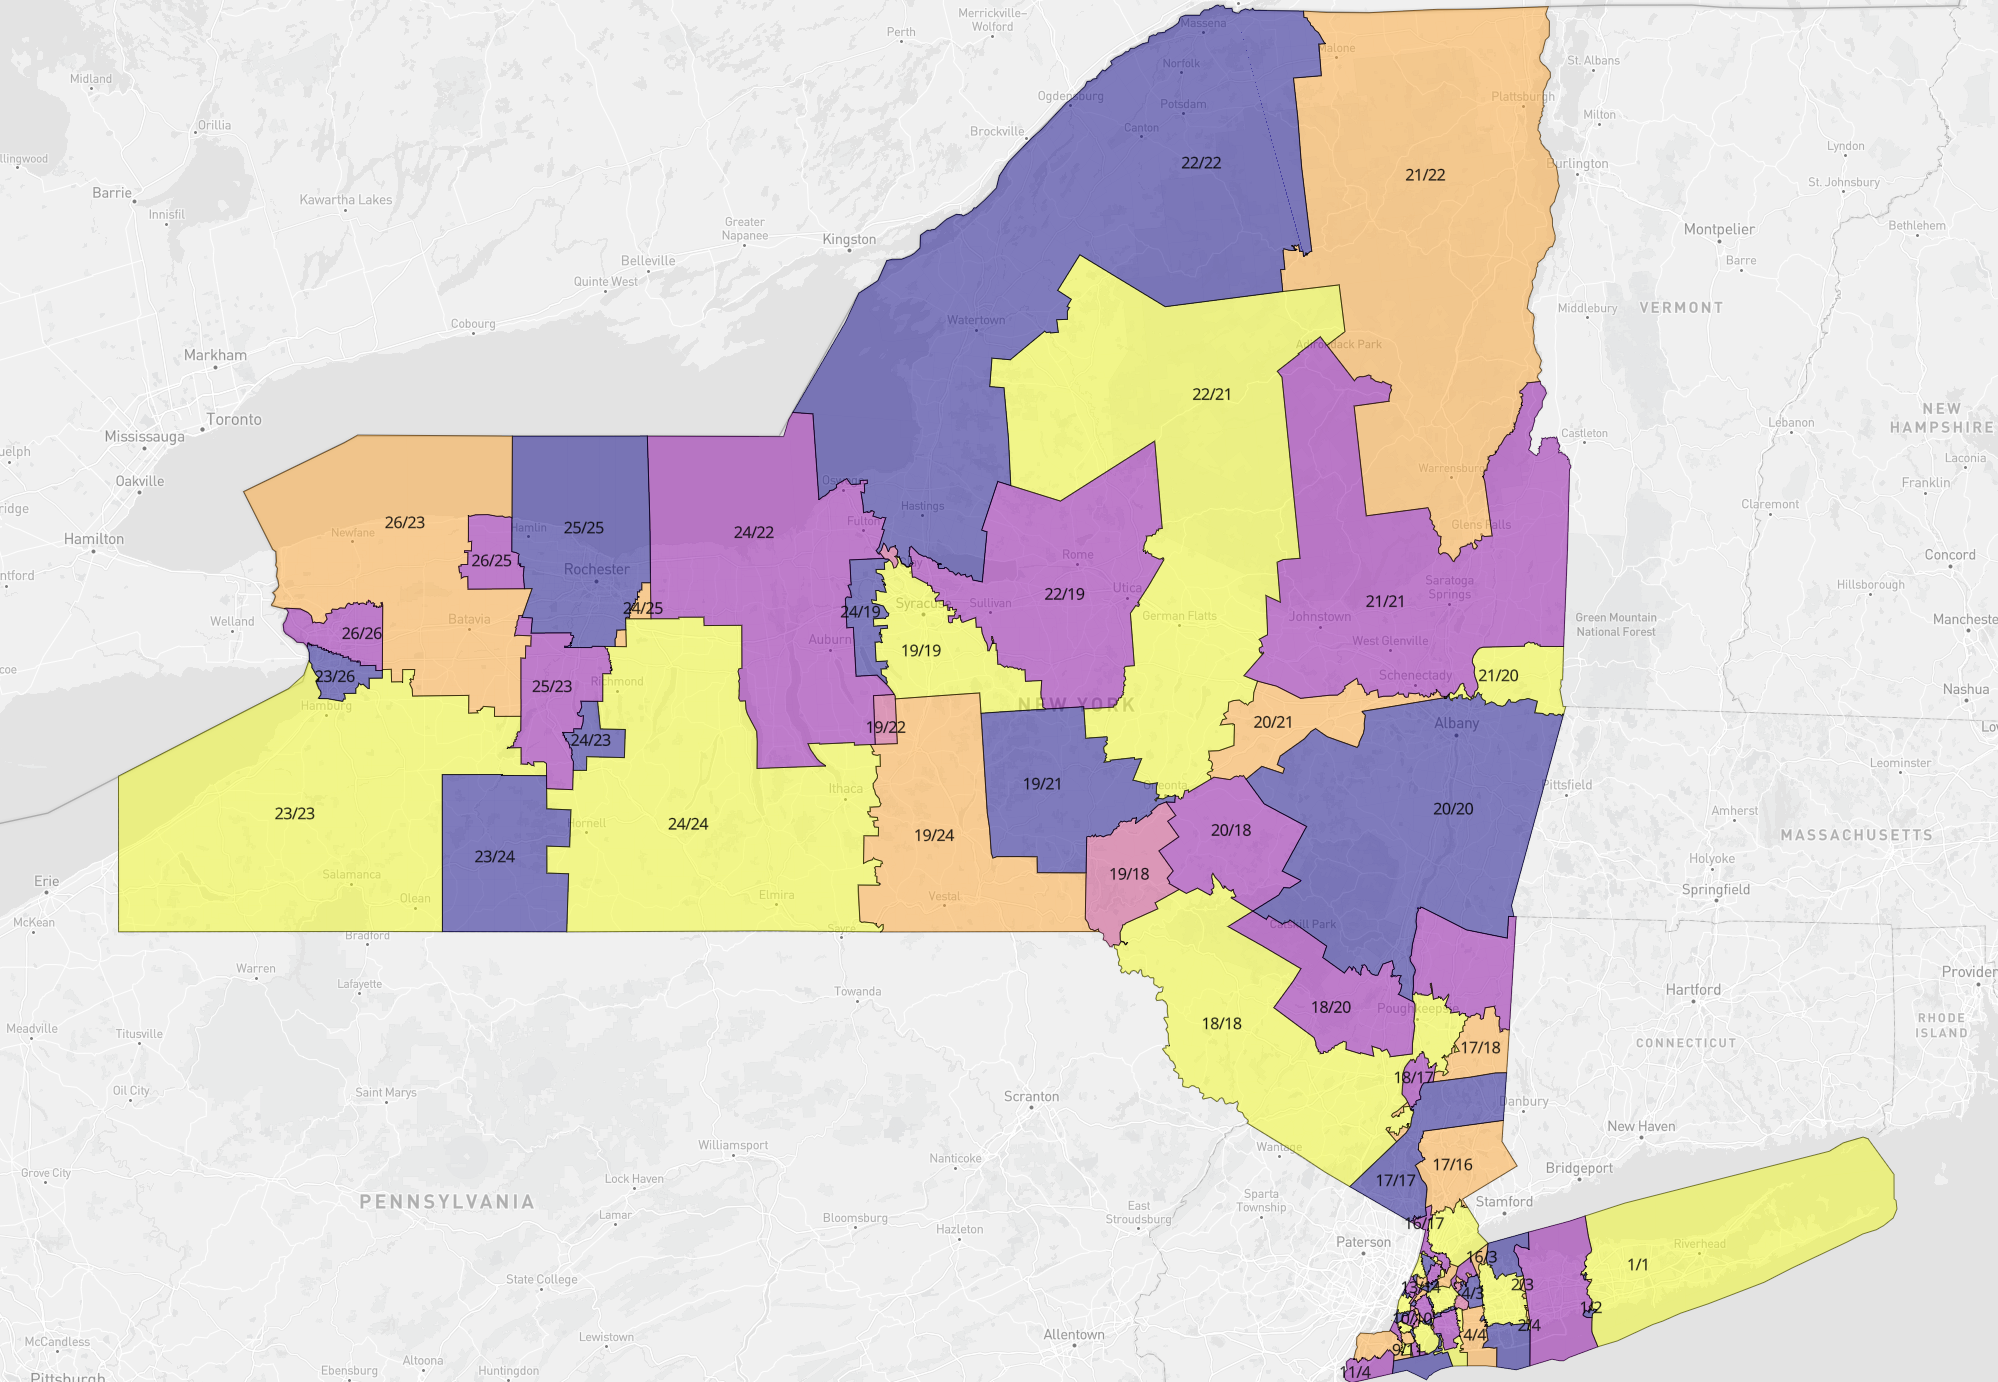 Merrickville–
Wolford
Perth
Massena
Malone
St. Albans
Midland
Norfolk
Ogdensburg
Potsdam
Plattsburgh
Orillia
Brockville
Canton
Milton
llingwood
22/22
21/22
Burlington
Lyndon
Barrie
Kawartha Lakes
St. Johnsbury
Innisfil
Greater
Napanee
Kingston
Montpelier
Bethlehem
Belleville
Barre
Quinte West
Middlebury
VERMONT
Cobourg
Watertown
Adirondack Park
Markham
22/21
Toronto
NEW
HAMPSHIRE
Mississauga
Lebanon
Castleton
uelph
Laconia
Oakville
Warrensburg
Franklin
Claremont
ridge
Hastings
26/23
25/25
24/22
Fulton
Glens Falls
Newfane
Hamlin
Hamilton
26/25
Rochester
Rome
Concord
ntford
Saratoga
Springs
Utica
22/19
Hillsborough
24/25
24/19
Syracuse
Sullivan
21/21
Welland
Batavia
German Flatts
Johnstown
Green Mountain
National Forest
Mancheste
26/26
Auburn
19/19
West Glenville
coe
23/26
25/23
Richmond
Schenectady
21/20
Nashua
Hamburg
NEW YORK
19/22
20/21
Albany
Lo
24/23
Leominster
Ithaca
19/21
Oneonta
Pittsfield
23/23
24/24
19/24
20/18
20/20
Amherst
MASSACHUSETTS
Hornell
23/24
Holyoke
Erie
Salamanca
19/18
Springfield
McKean
Olean
Elmira
Vestal
Bradford
Sayre
Catskill Park
Warren
Lafayette
Towanda
Providen
Hartford
18/20
Poughkeepsie
18/18
RHODE
ISLAND
Meadville
Titusville
CONNECTICUT
17/18
18/17
Oil City
Saint Marys
Scranton
Danbury
New Haven
Williamsport
Wantage
Nanticoke
17/16
Bridgeport
Grove City
Lock Haven
17/17
PENNSYLVANIA
Sparta
Township
Stamford
East
Stroudsburg
Lamar
Bloomsburg
16/17
Hazleton
Paterson
Riverhead
16/3
1/1
State College
2/3
4/3
1/2
10/10
2/4
McCandless
Lewistown
Allentown
4/4
Altoona
Ebensburg
Huntingdon
11/4
Pittsburgh